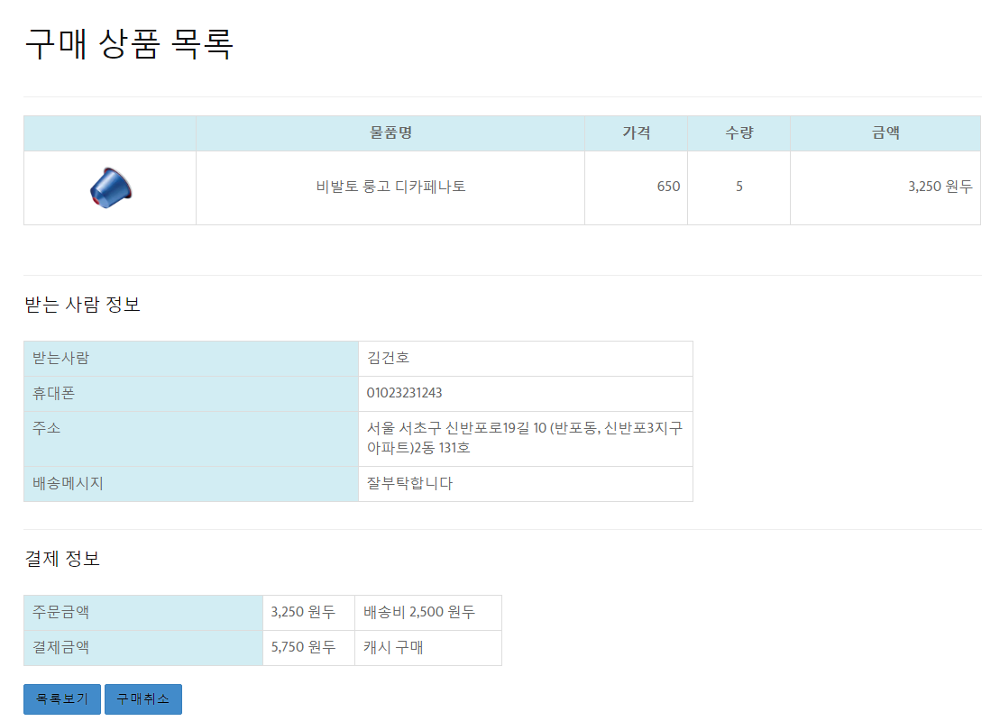 구매 상품 목록
물품명 가격 수량 금액
비발토 룽고 디카페나토 650 5 3,250 원두
받는 사람 정보
받는사람 김건호
휴대폰 01023231243
주소 서울 서초구 신반포로19길 10 (반포동, 신반포3지구
아파트)2동 131호
배송메시지 잘부탁합니다
결제 정보
주문금액 3,250 원두 배송비 2,500 원두
결제금액 5,750 원두 캐시 구매
목록보기 구매취소